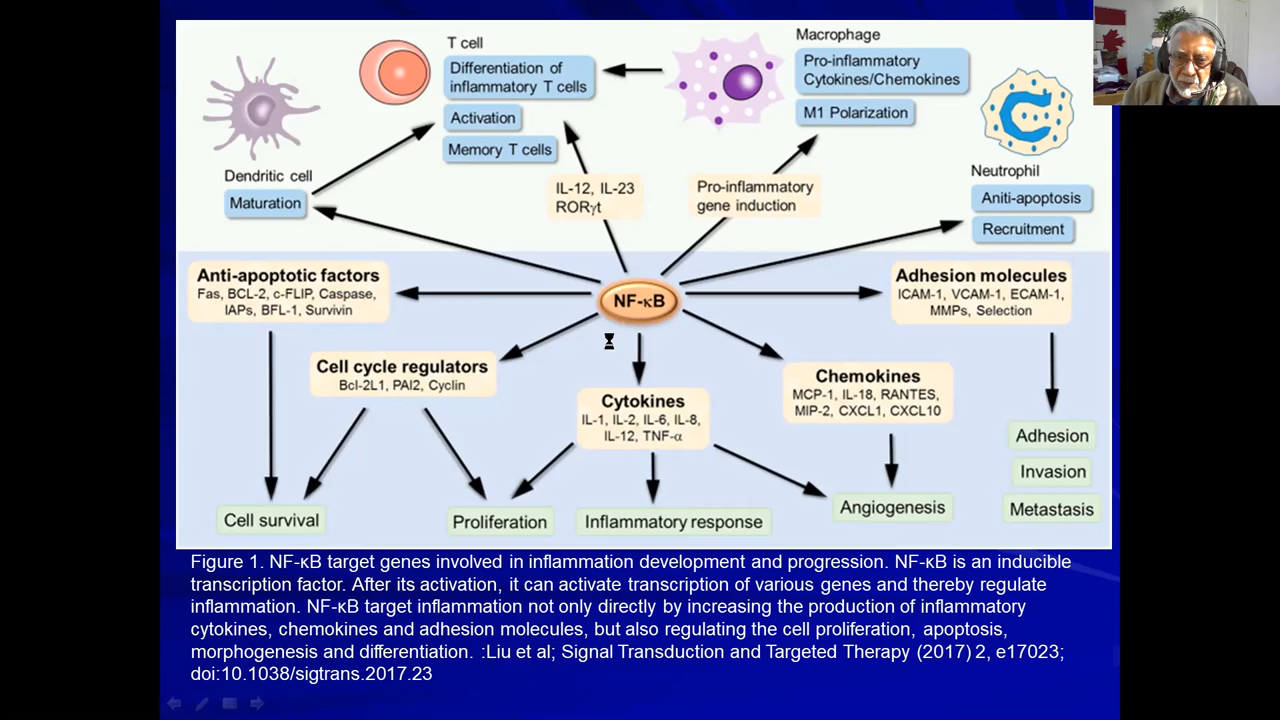 T cell
Differentiation of
inflammatory T cells
Activation
Memory T cells
Macrophage
Pro-inflammatory
Cytokines/Chemokines
M1 Polarization
Dendritic cell
Maturation
IL-12, IL-23
RORγt
Pro-inflammatory
gene induction
Neutrophil
Aniti-apoptosis
Recruitment
NF-κB
Anti-apoptotic factors
Fas, BCL-2, c-FLIP, Caspase,
IAPs, BFL-1, Survivin
Adhesion molecules
ICAM-1, VCAM-1, ECAM-1,
MMPs, Selection
Cell cycle regulators
Bcl-2L1, PAI2, Cyclin
Cytokines
IL-1, IL-2, IL-6, IL-8,
IL-12, TNF-α
Chemokines
MCP-1, IL-18, RANTES,
MIP-2, CXCL1, CXCL10
Adhesion
Invasion
Metastasis
Cell survival
Proliferation
Inflammatory response
Angiogenesis
Figure 1. NF-κB target genes involved in inflammation development and progression. NF-κB is an inducible
transcription factor. After its activation, it can activate transcription of various genes and thereby regulate
inflammation. NF-κB target inflammation not only directly by increasing the production of inflammatory
cytokines, chemokines and adhesion molecules, but also regulating the cell proliferation, apoptosis,
morphogenesis and differentiation. :Liu et al; Signal Transduction and Targeted Therapy (2017) 2, e17023;
doi:10.1038/sigtrans.2017.23